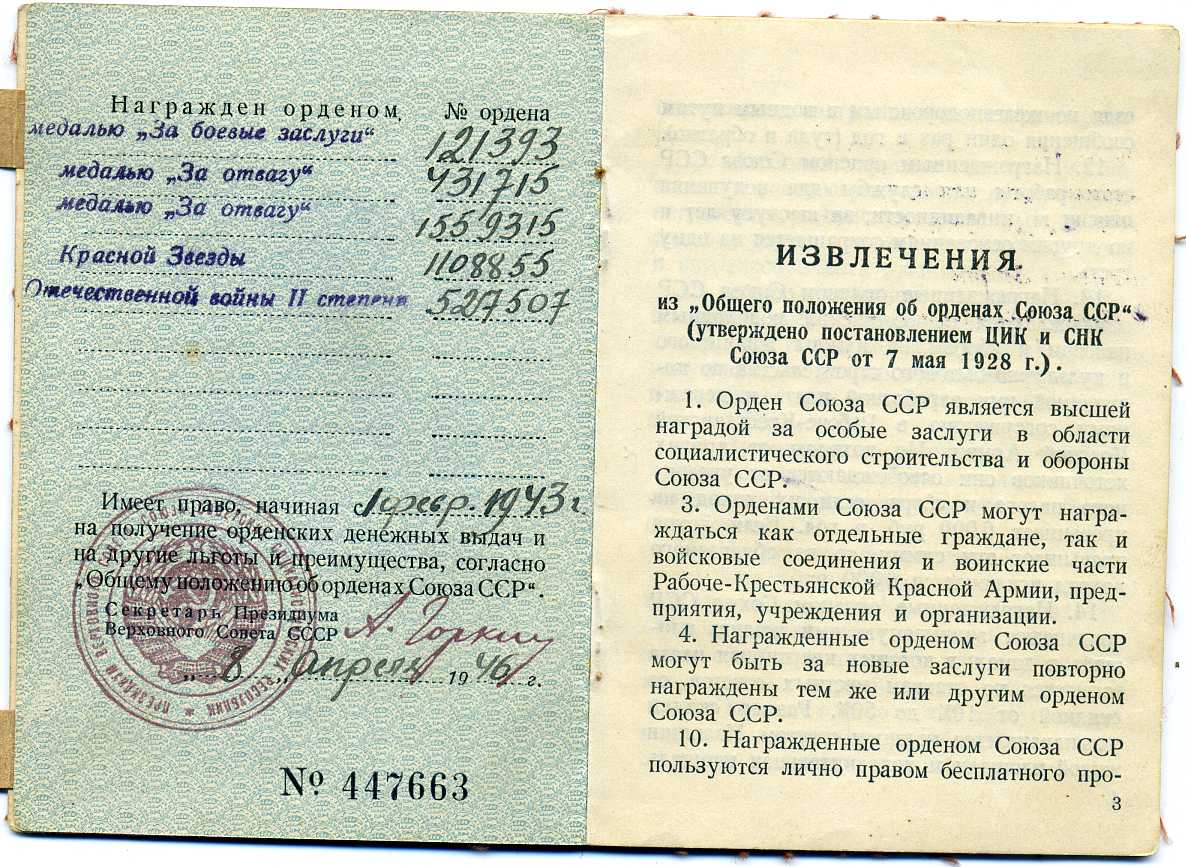 Награжден орденом, № ордена
медалью „За боевые заслуги“ 121393
медалью „За отвагу“ 431715
медалью „За отвагу“ 1559315
Красной Звезды 1108855
Отечественной войны II степени 527507
Имеет право, начиная с 1 февр. 1943 г.
на получение орденских денежных выдач и
на другие льготы и преимущества, согласно
„Общему положению об орденах Союза ССР“.
Секретарь Президиума
Верховного Совета СССР А. Горкин
„ 8 апреля 1946 г.
№ 447663
ИЗВЛЕЧЕНИЯ
из „Общего положения об орденах Союза ССР“
(утверждено постановлением ЦИК и СНК
Союза ССР от 7 мая 1928 г.).
1. Орден Союза ССР является высшей
наградой за особые заслуги в области
социалистического строительства и обороны
Союза ССР.
3. Орденами Союза ССР могут награ-
ждаться как отдельные граждане, так и
войсковые соединения и воинские части
Рабоче-Крестьянской Красной Армии, пред-
приятия, учреждения и организации.
4. Награжденные орденом Союза ССР
могут быть за новые заслуги повторно
награждены тем же или другим орденом
Союза ССР.
10. Награжденные орденом Союза ССР
пользуются лично правом бесплатного про-
3